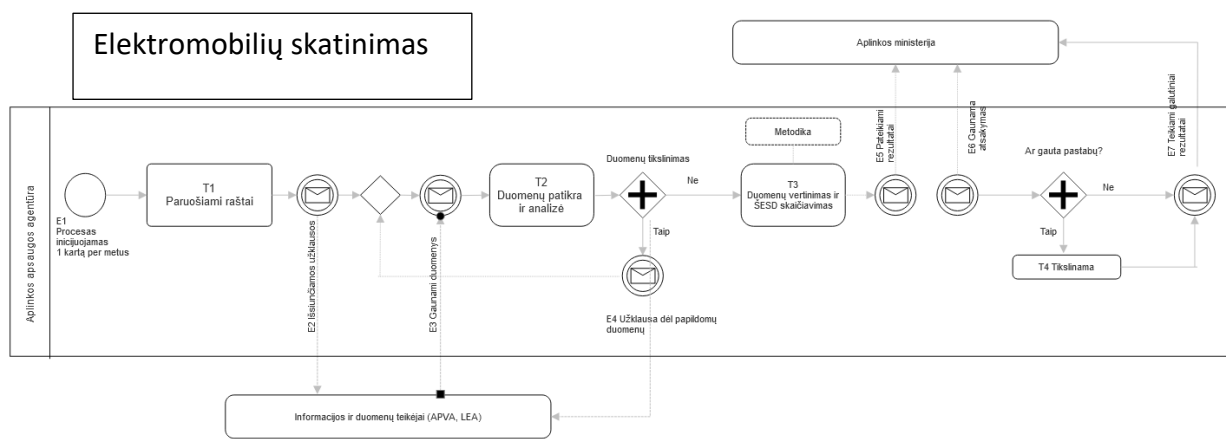 Elektromobilių skatinimas
Aplinkos ministerija
Aplinkos apsaugos agentūra
E1
Procesas
inicijuojamas
1 kartą per metus
T1
Paruošiami raštai
E2 Išsiunčiamos užklausos
E3 Gaunami duomenys
T2
Duomenų patikra
ir analizė
Duomenų tikslinimas
Ne
Taip
E4 Užklausa dėl papildomų
duomenų
Metodika
T3
Duomenų vertinimas ir
ŠESD skaičiavimas
E5 Pateikiami
rezultatai
E6 Gaunama
atsakymas
Ar gauta pastabų?
Ne
Taip
T4 Tikslinama
E7 Teikiami galutiniai
rezultatai
Informacijos ir duomenų teikėjai (APVA, LEA)